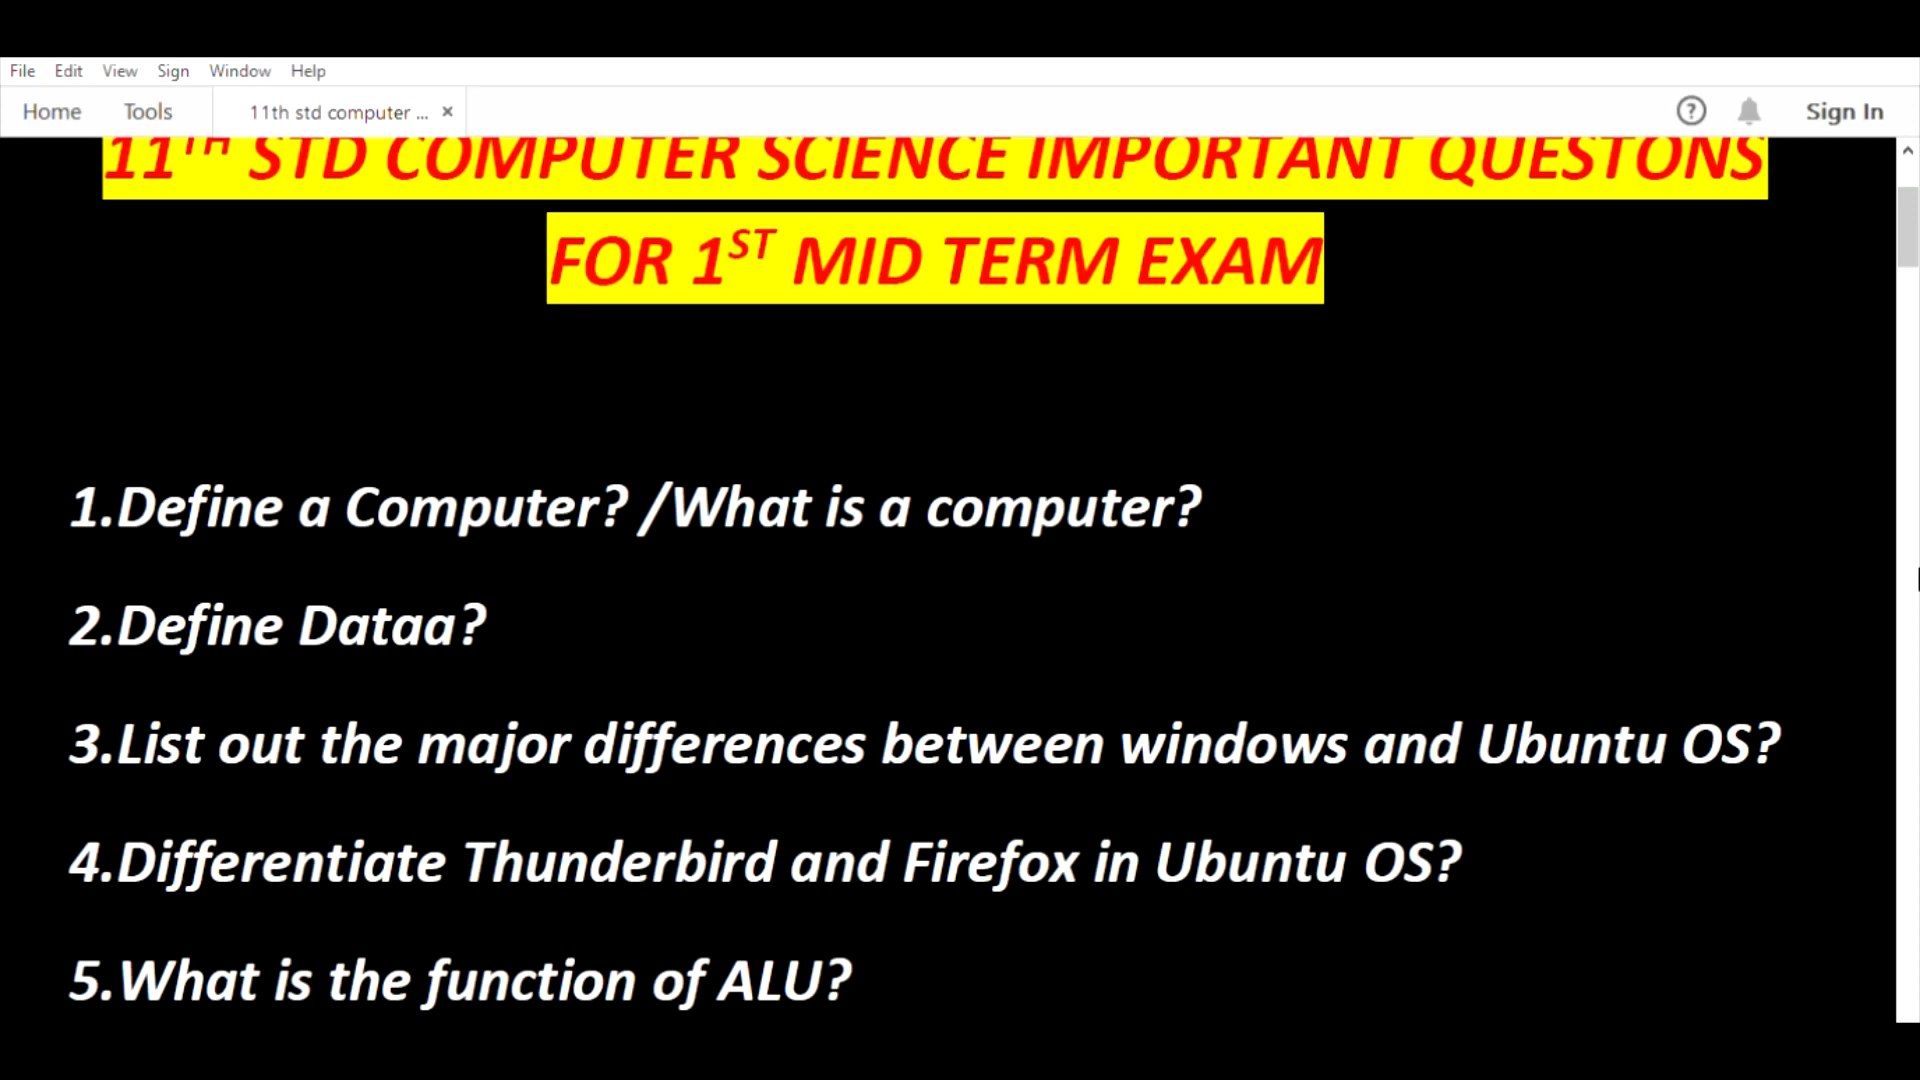 File Edit View Sign Window Help
Home Tools 11th std computer ... × ? Sign In
11TH STD COMPUTER SCIENCE IMPORTANT QUESTONS
FOR 1ST MID TERM EXAM
1.Define a Computer? /What is a computer?
2.Define Dataa?
3.List out the major differences between windows and Ubuntu OS?
4.Differentiate Thunderbird and Firefox in Ubuntu OS?
5.What is the function of ALU?